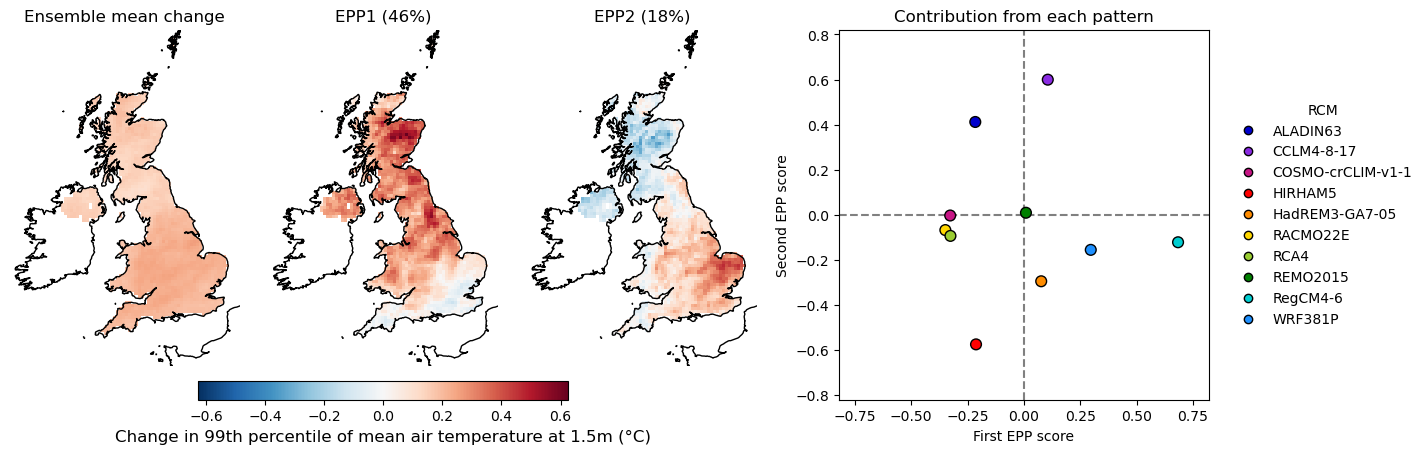 Ensemble mean change
EPP1 (46%)
EPP2 (18%)
−0.6 −0.4 −0.2 0.0 0.2 0.4 0.6
Change in 99th percentile of mean air temperature at 1.5m (°C)
Contribution from each pattern
Second EPP score
0.8
0.6
0.4
0.2
0.0
−0.2
−0.4
−0.6
−0.8
−0.75 −0.50 −0.25 0.00 0.25 0.50 0.75
First EPP score
RCM
ALADIN63
CCLM4-8-17
COSMO-crCLIM-v1-1
HIRHAM5
HadREM3-GA7-05
RACMO22E
RCA4
REMO2015
RegCM4-6
WRF381P